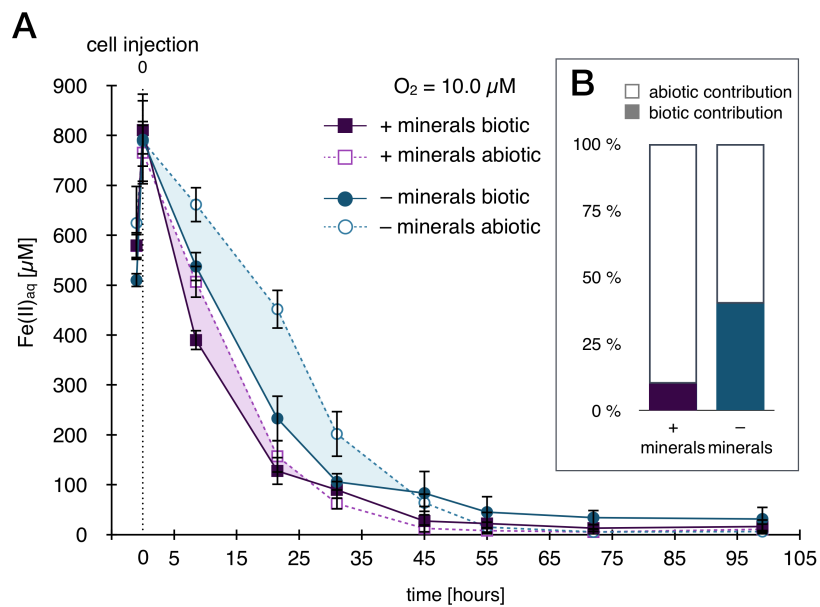 A
cell injection
0
900
800
700
600
500
400
300
200
100
0
Fe(II)aq [µM]
O₂ = 10.0 µM
+ minerals biotic
+ minerals abiotic
– minerals biotic
– minerals abiotic
0 5 15 25 35 45 55 65 75 85 95 105
time [hours]
B
abiotic contribution
biotic contribution
100 %
75 %
50 %
25 %
0 %
+ –
minerals minerals